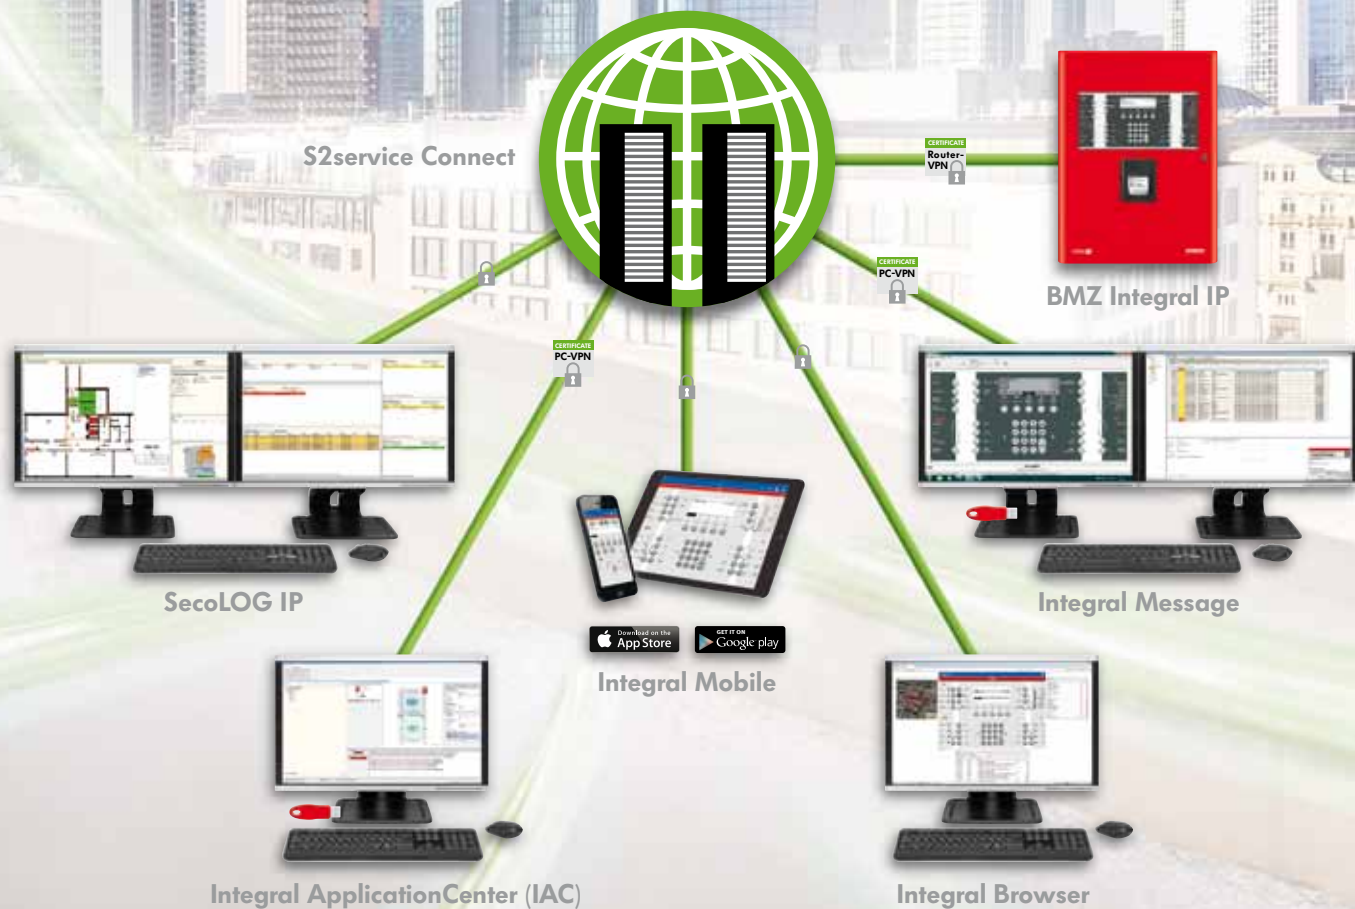 S2service Connect
CERTIFICATE
Router-
VPN
BMZ Integral IP
CERTIFICATE
PC-VPN
CERTIFICATE
PC-VPN
SecoLOG IP
Integral Message
Download on the
App Store
GET IT ON
Google play
Integral Mobile
Integral ApplicationCenter (IAC)
Integral Browser